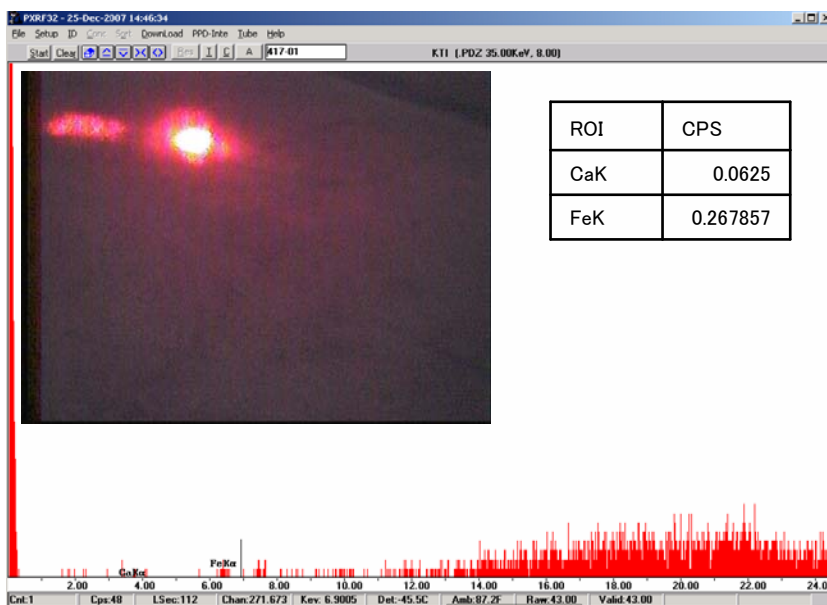 PXRF32 - 25-Dec-2007 14:46:34
File Setup ID Conc Sqrt DownLoad PPD-Inte Tube Help
Start Clear Res I C A 417-01 KTI [.PDZ 35.00KeV, 8.00]
ROI CPS
CaK 0.0625
FeK 0.267857
CaKα
FeKα
2.00 4.00 6.00 8.00 10.00 12.00 14.00 16.00 18.00 20.00 22.00 24.0
Cnt:1 Cps:48 LSec:112 Chan:271.673 Kev: 6.9005 Det:-45.5C Amb:87.2F Raw:43.00 Valid:43.00